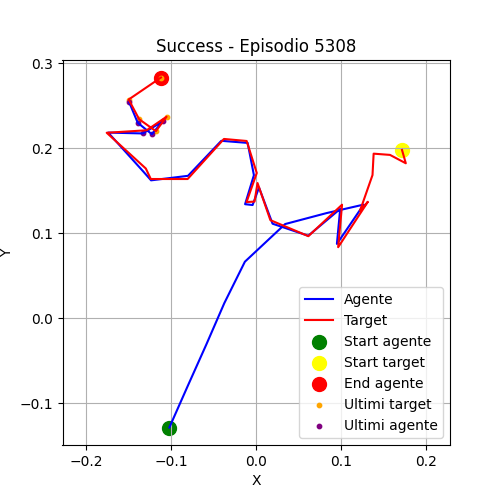 Success - Episodio 5308
0.3
0.2
0.1
0.0
−0.1
−0.2
−0.1
0.0
0.1
0.2
Y
X
Agente
Target
Start agente
Start target
End agente
Ultimi target
Ultimi agente